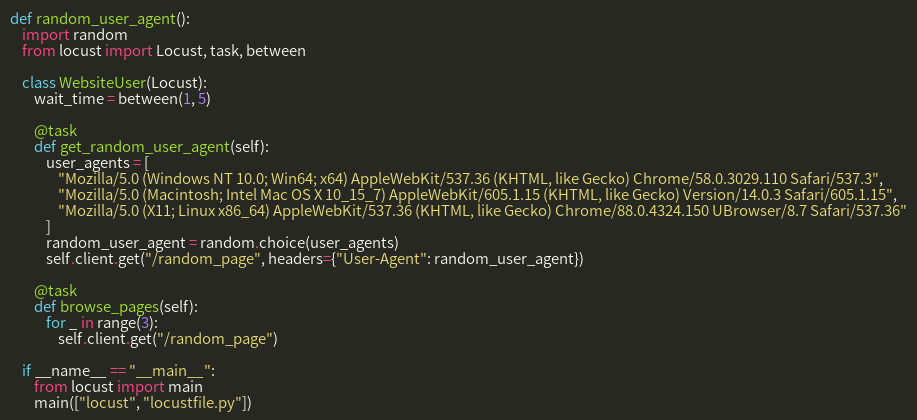 def random_user_agent():
    import random
    from locust import Locust, task, between

    class WebsiteUser(Locust):
        wait_time = between(1, 5)

        @task
        def get_random_user_agent(self):
            user_agents = [
                "Mozilla/5.0 (Windows NT 10.0; Win64; x64) AppleWebKit/537.36 (KHTML, like Gecko) Chrome/58.0.3029.110 Safari/537.3",
                "Mozilla/5.0 (Macintosh; Intel Mac OS X 10_15_7) AppleWebKit/605.1.15 (KHTML, like Gecko) Version/14.0.3 Safari/605.1.15",
                "Mozilla/5.0 (X11; Linux x86_64) AppleWebKit/537.36 (KHTML, like Gecko) Chrome/88.0.4324.150 UBrowser/8.7 Safari/537.36"
            ]
            random_user_agent = random.choice(user_agents)
            self.client.get("/random_page", headers={"User-Agent": random_user_agent})

        @task
        def browse_pages(self):
            for _ in range(3):
                self.client.get("/random_page")

    if __name__ == "__main__":
        from locust import main
        main(["locust", "locustfile.py"])